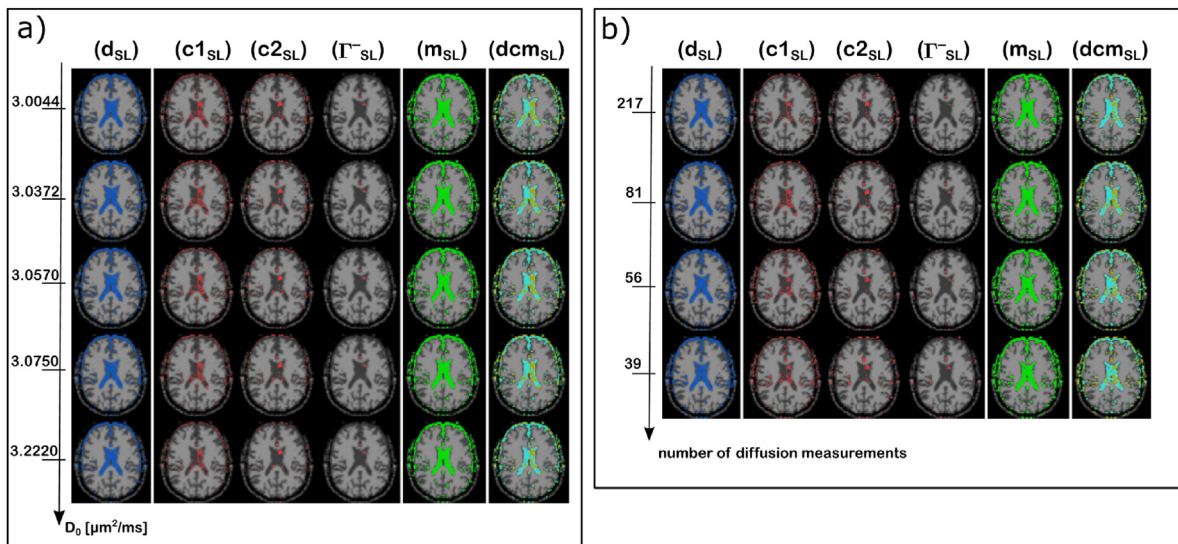 a)
(dSL) (c1SL) (c2SL) (Γ⁻SL) (mSL) (dcmSL)
3.0044
3.0372
3.0570
3.0750
3.2220
D₀ [µm²/ms]
b)
(dSL) (c1SL) (c2SL) (Γ⁻SL) (mSL) (dcmSL)
217
81
56
39
number of diffusion measurements